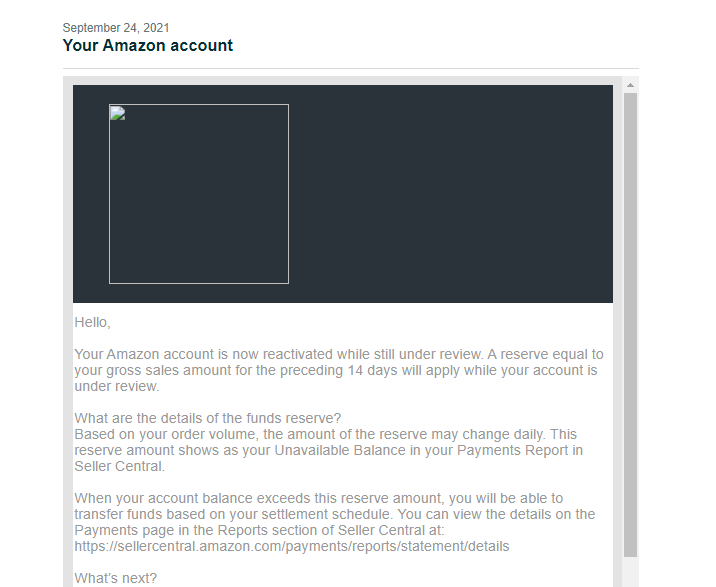 September 24, 2021
Your Amazon account
Hello,
Your Amazon account is now reactivated while still under review. A reserve equal to
your gross sales amount for the preceding 14 days will apply while your account is
under review.
What are the details of the funds reserve?
Based on your order volume, the amount of the reserve may change daily. This
reserve amount shows as your Unavailable Balance in your Payments Report in
Seller Central.
When your account balance exceeds this reserve amount, you will be able to
transfer funds based on your settlement schedule. You can view the details on the
Payments page in the Reports section of Seller Central at:
https://sellercentral.amazon.com/payments/reports/statement/details
What's next?